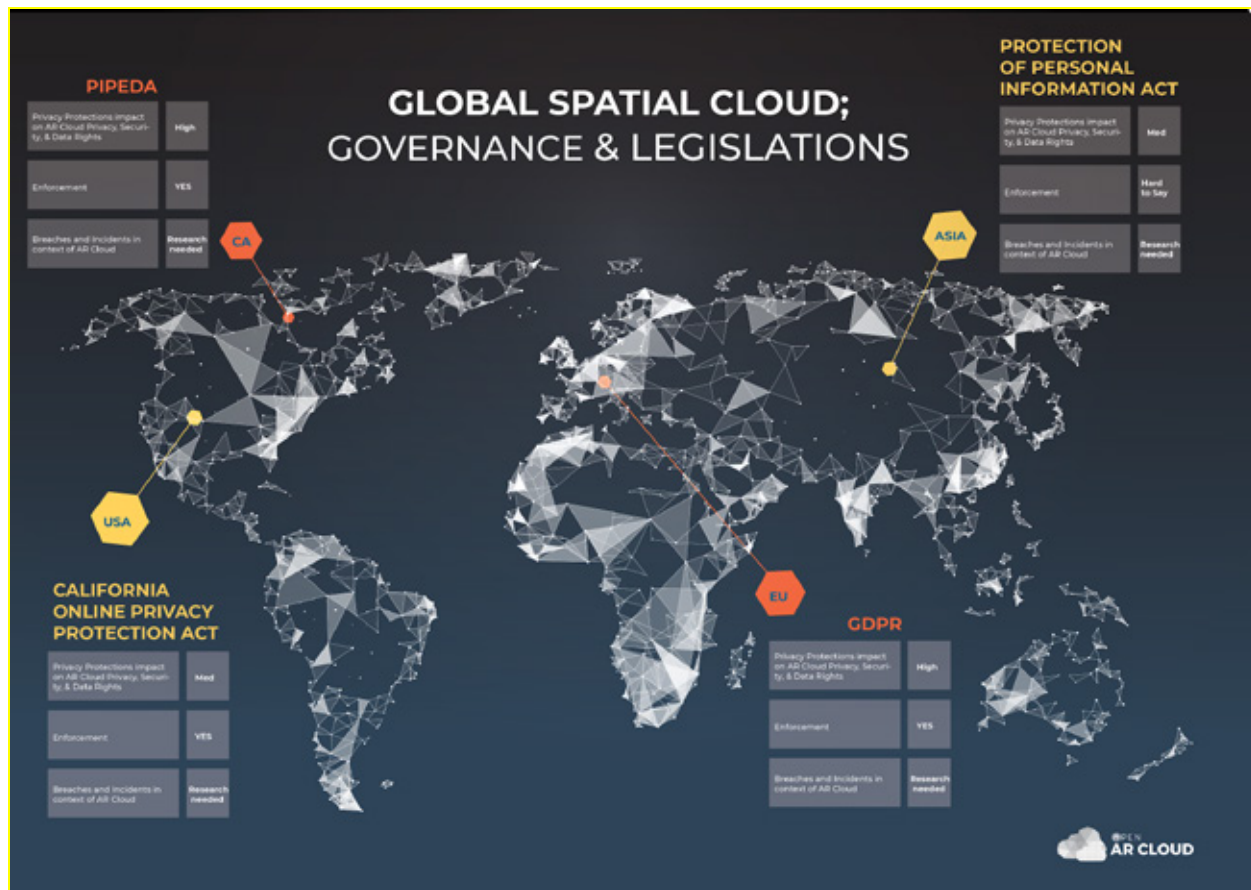 GLOBAL SPATIAL CLOUD;
GOVERNANCE & LEGISLATIONS
PIPEDA
Privacy Protections impact
on AR Cloud Privacy, Securi-
ty, & Data Rights
High
Enforcement
YES
Breaches and Incidents in
context of AR Cloud
Research
needed
CA
PROTECTION
OF PERSONAL
INFORMATION ACT
Privacy Protections impact
on AR Cloud Privacy, Securi-
ty, & Data Rights
Med
Enforcement
Hard
to Say
Breaches and Incidents in
context of AR Cloud
Research
needed
ASIA
USA
CALIFORNIA
ONLINE PRIVACY
PROTECTION ACT
Privacy Protections impact
on AR Cloud Privacy, Securi-
ty, & Data Rights
Med
Enforcement
YES
Breaches and Incidents in
context of AR Cloud
Research
needed
EU
GDPR
Privacy Protections impact
on AR Cloud Privacy, Securi-
ty, & Data Rights
High
Enforcement
YES
Breaches and Incidents in
context of AR Cloud
Research
needed
OPEN
AR CLOUD